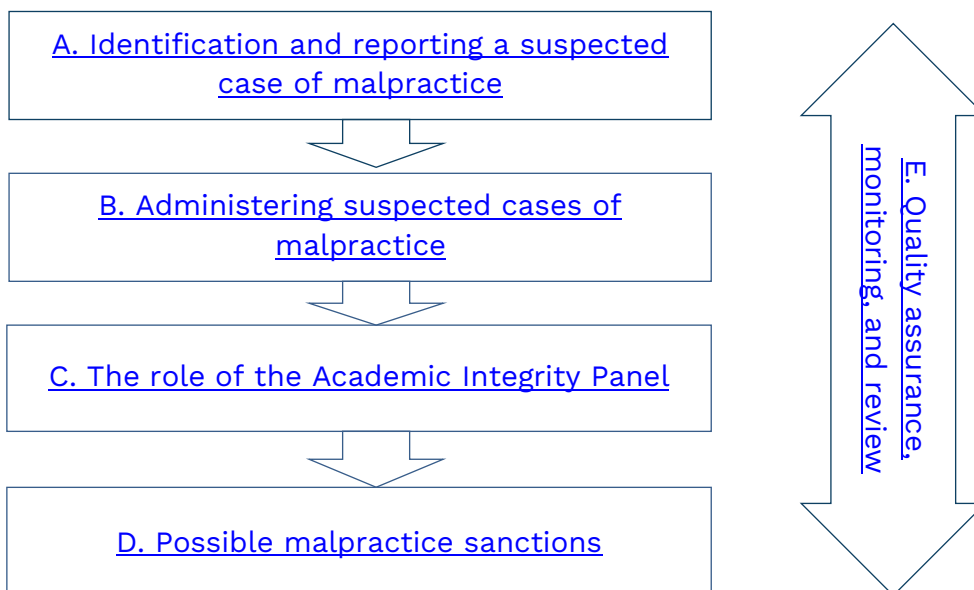 A. Identification and reporting a suspected
case of malpractice
B. Administering suspected cases of
malpractice
C. The role of the Academic Integrity Panel
D. Possible malpractice sanctions
E. Quality assurance,
monitoring, and review